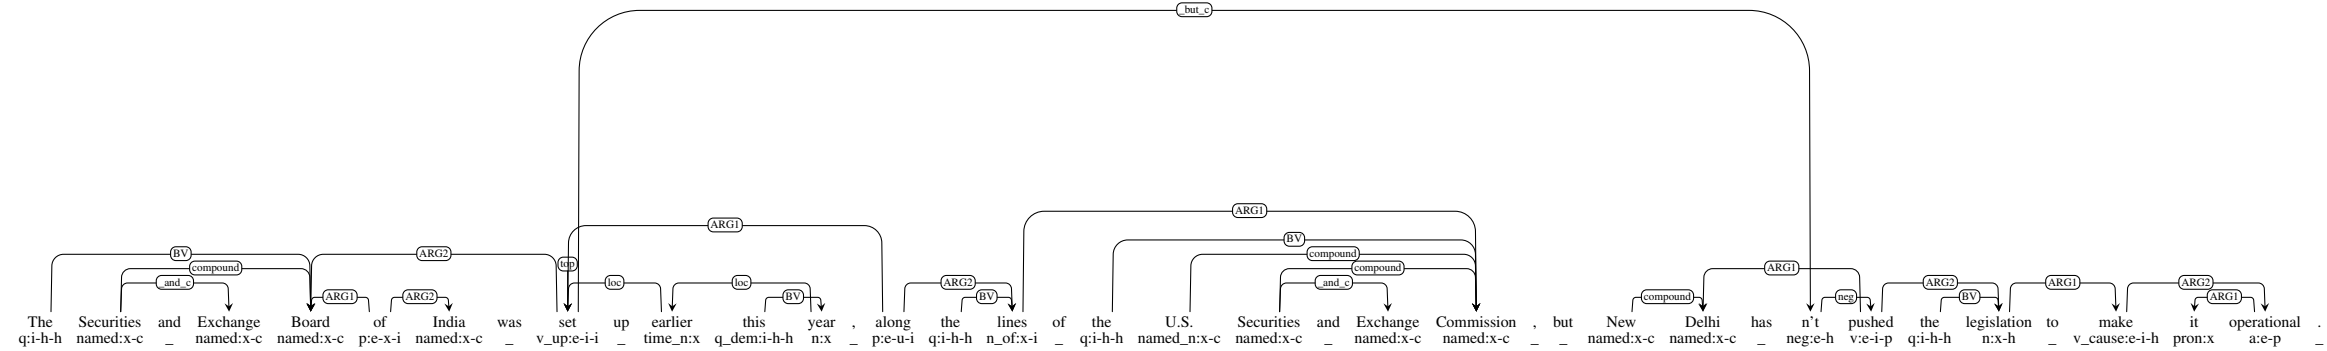 _but_c
ARG1
ARG1
BV
BV
ARG2
compound
top
compound
compound
ARG1
_and_c
loc
loc
ARG2
_and_c
ARG2
ARG1
ARG2
ARG1
ARG2
BV
BV
compound
neg
BV
ARG1
The Securities and Exchange Board of India was set up earlier this year , along the lines of the U.S. Securities and Exchange Commission , but New Delhi has n't pushed the legislation to make it operational .
q:i-h-h named:x-c _ named:x-c named:x-c p:e-x-i named:x-c _ v_up:e-i-i _ time_n:x q_dem:i-h-h n:x _ p:e-u-i q:i-h-h n_of:x-i _ q:i-h-h named_n:x-c named:x-c _ named:x-c named:x-c _ _ named:x-c named:x-c _ neg:e-h v:e-i-p q:i-h-h n:x-h _ v_cause:e-i-h pron:x a:e-p _